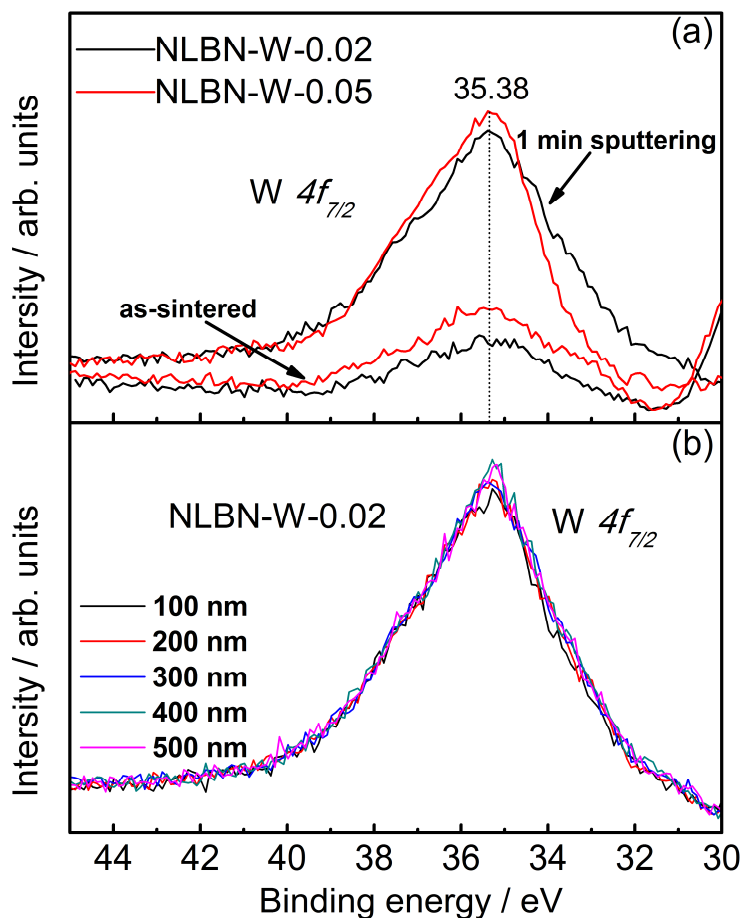 (a)
NLBN-W-0.02
NLBN-W-0.05
35.38
1 min sputtering
W 4f7/2
as-sintered
Intersity / arb. units
(b)
NLBN-W-0.02
W 4f7/2
100 nm
200 nm
300 nm
400 nm
500 nm
Intersity / arb. units
44 42 40 38 36 34 32 30
Binding energy / eV